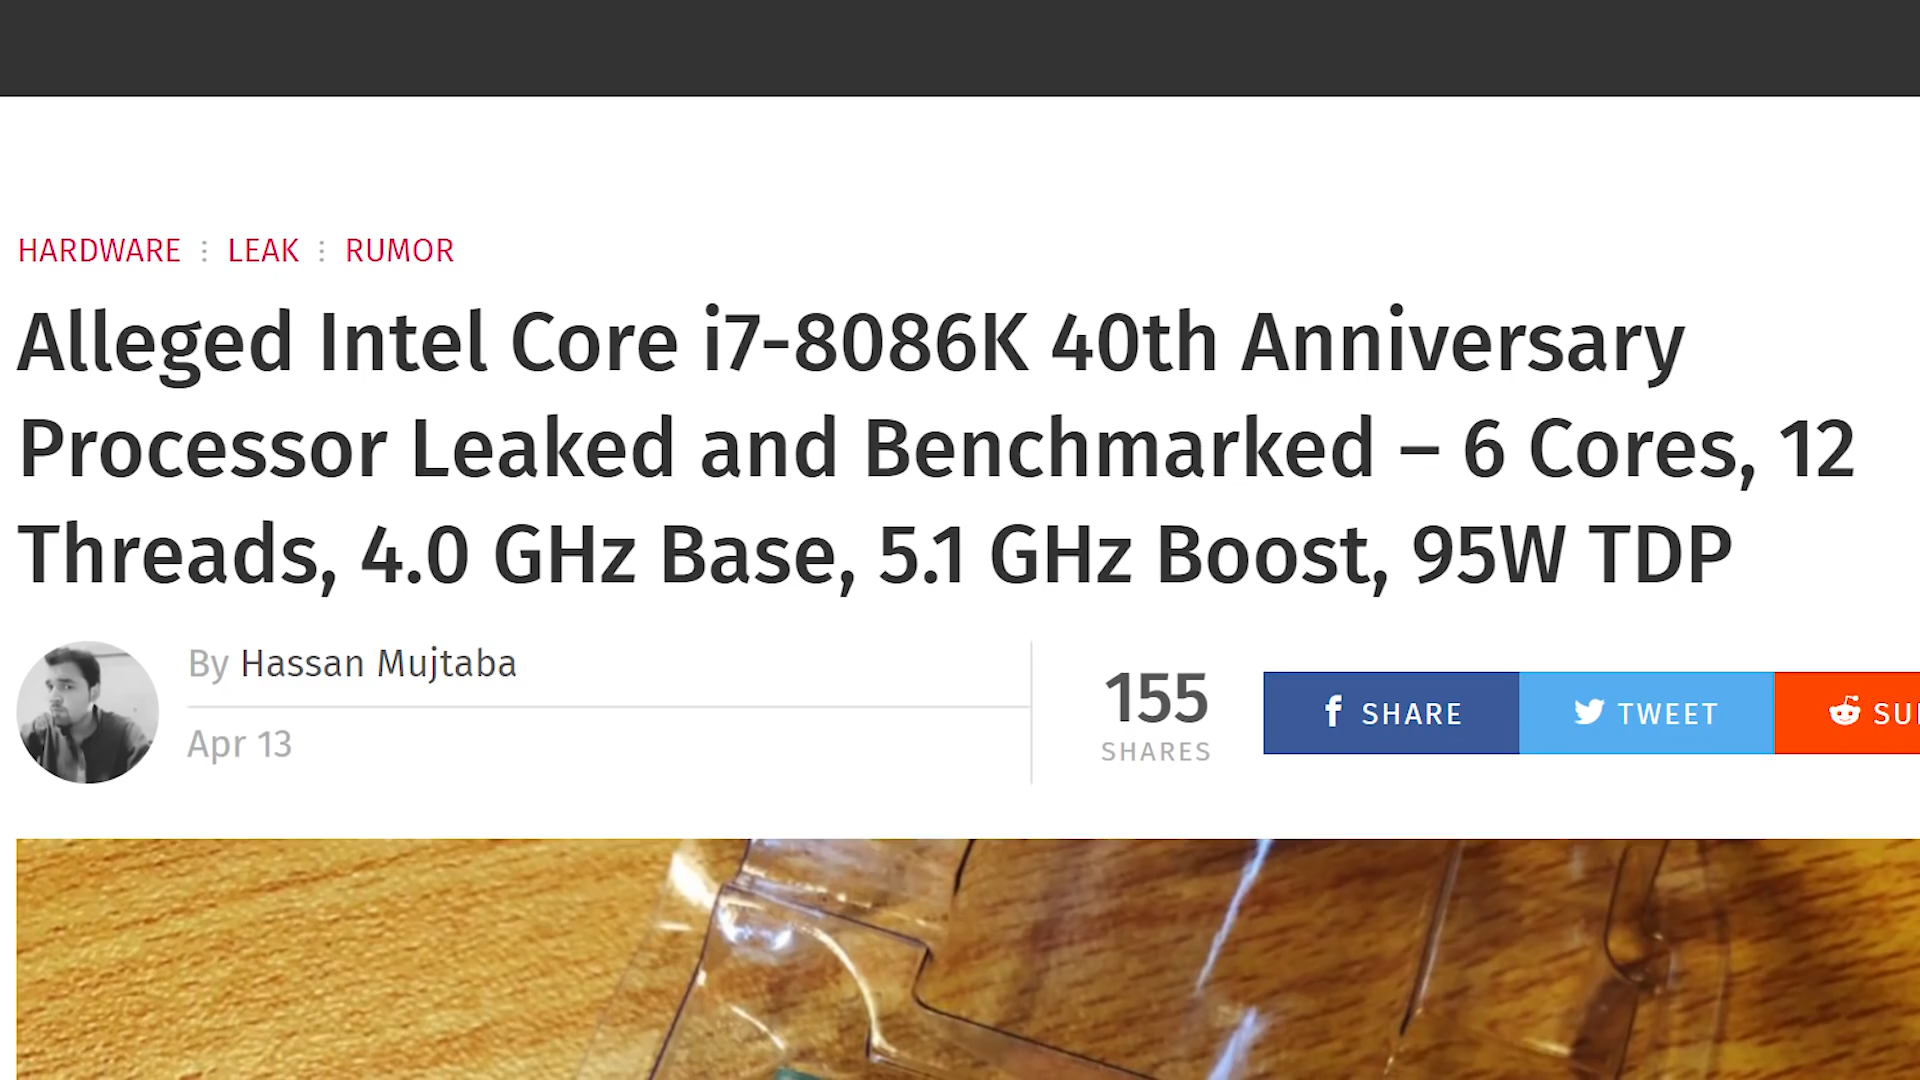 HARDWARE ⋮ LEAK ⋮ RUMOR
Alleged Intel Core i7-8086K 40th Anniversary
Processor Leaked and Benchmarked – 6 Cores, 12
Threads, 4.0 GHz Base, 5.1 GHz Boost, 95W TDP
By Hassan Mujtaba
Apr 13
155
SHARES
SHARE
TWEET